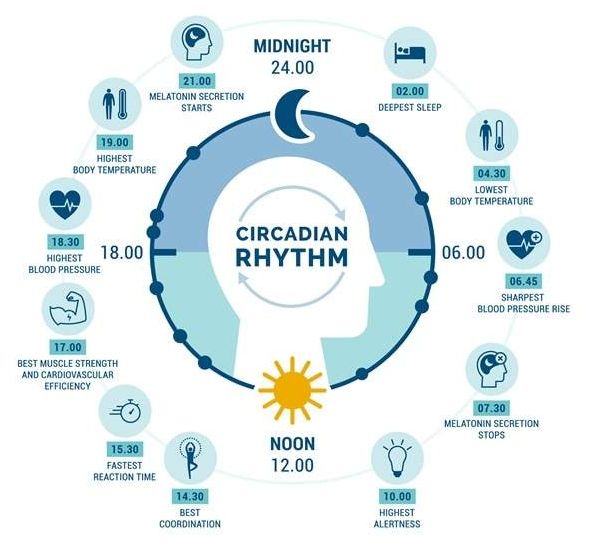 MIDNIGHT
24.00
02.00
DEEPEST SLEEP
04.30
LOWEST
BODY TEMPERATURE
06.00
06.45
SHARPEST
BLOOD PRESSURE RISE
07.30
MELATONIN SECRETION
STOPS
10.00
HIGHEST
ALERTNESS
NOON
12.00
14.30
BEST
COORDINATION
15.30
FASTEST
REACTION TIME
17.00
BEST MUSCLE STRENGTH
AND CARDIOVASCULAR
EFFICIENCY
18.00
18.30
HIGHEST
BLOOD PRESSURE
19.00
HIGHEST
BODY TEMPERATURE
21.00
MELATONIN SECRETION
STARTS
CIRCADIAN
RHYTHM